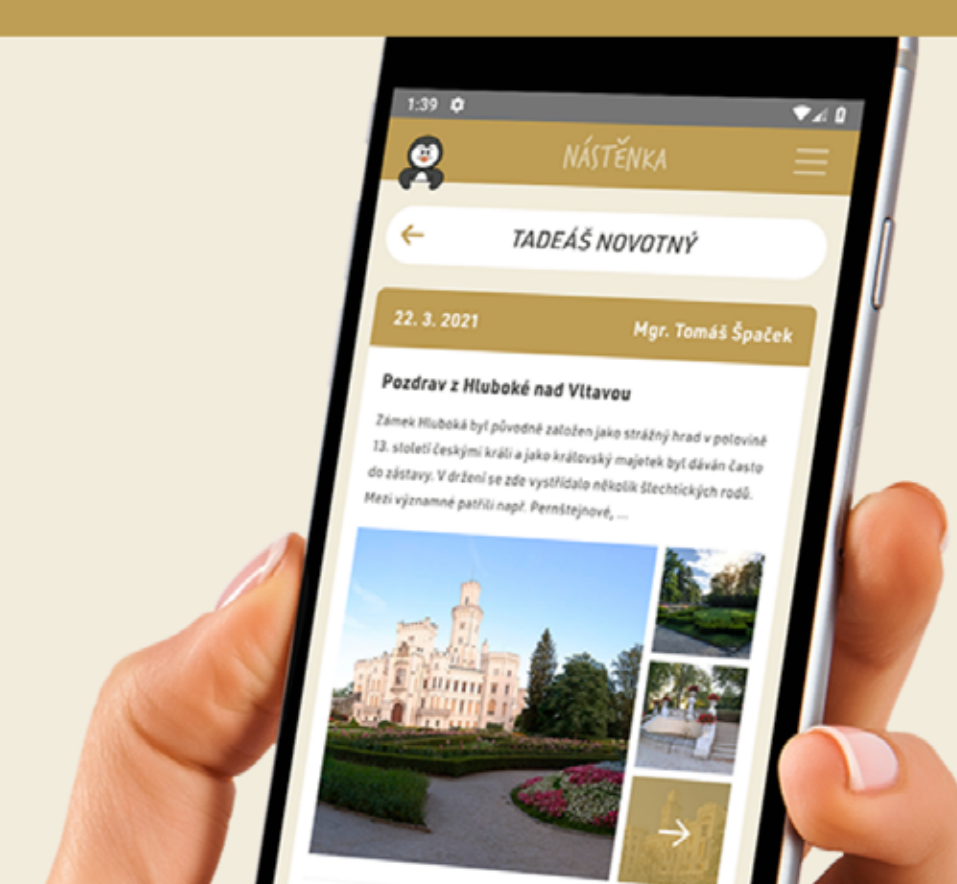 1:39
NÁSTĚNKA
TADEÁŠ NOVOTNÝ
22. 3. 2021
Mgr. Tomáš Špaček
Pozdrav z Hluboké nad Vltavou
Zámek Hluboká byl původně založen jako strážný hrad v polovině
13. století českými králi a jako královský majetek byl dáván často
do zástavy. V držení se zde vystřídalo několik šlechtických rodů.
Mezi významné patřili např. Pernštejnové, ...